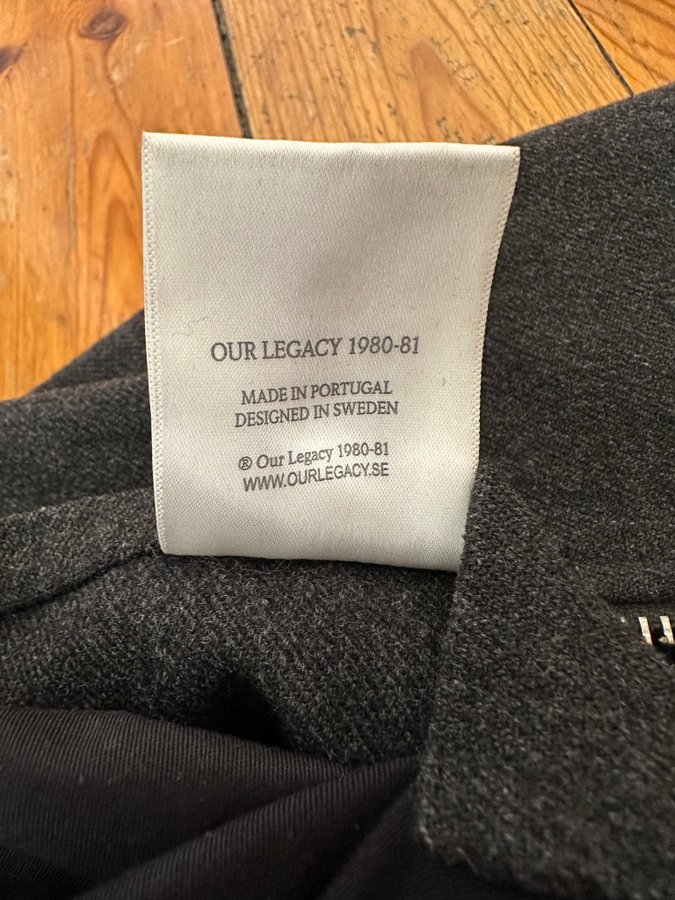 OUR LEGACY 1980-81
MADE IN PORTUGAL
DESIGNED IN SWEDEN
® Our Legacy 1980-81
WWW.OURLEGACY.SE